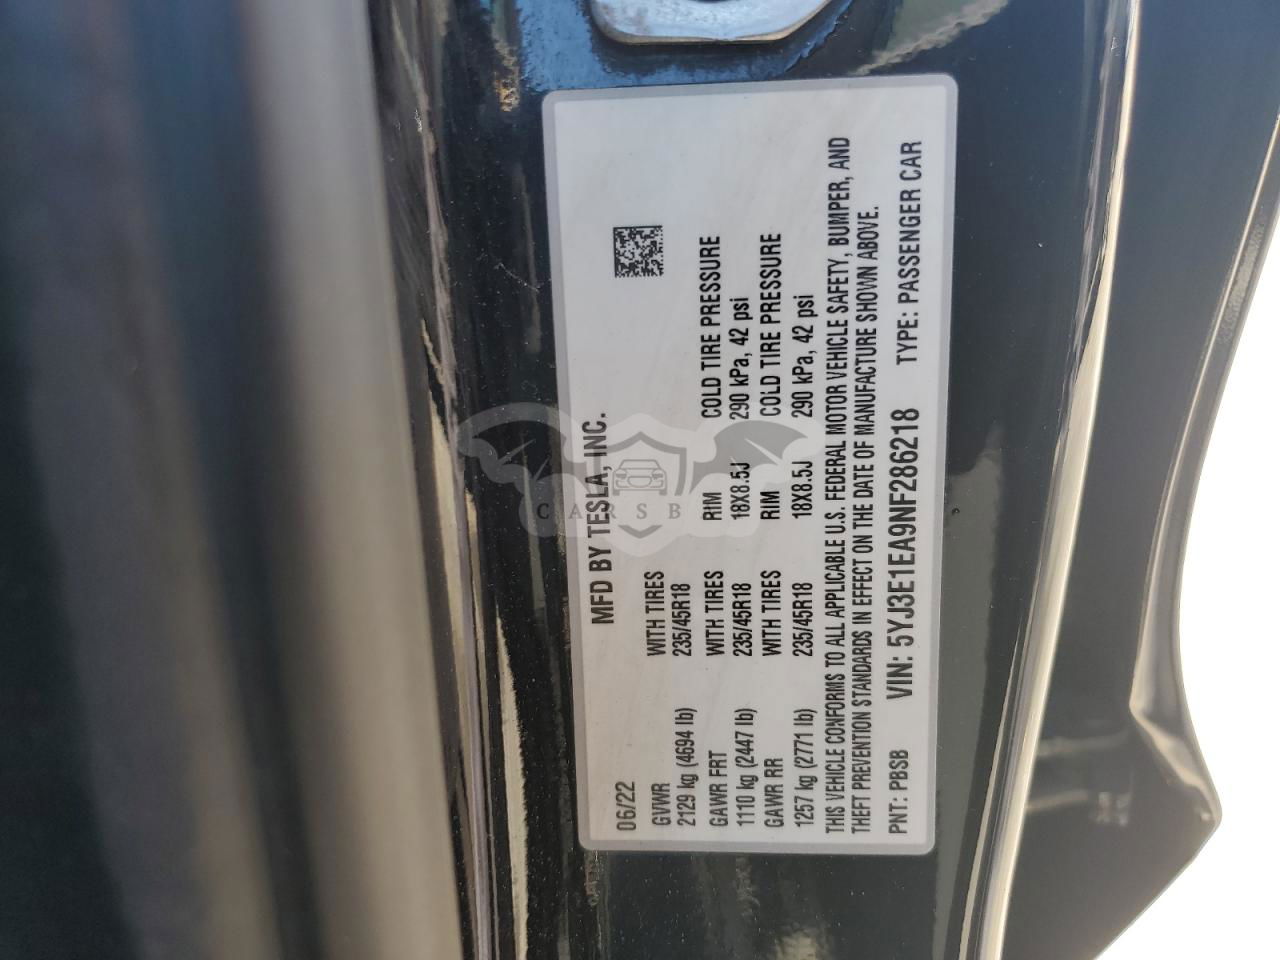 MFD BY TESLA, INC.
06/22
GVWR WITH TIRES
2129 kg (4694 lb) 235/45R18
GAWR FRT WITH TIRES RIM COLD TIRE PRESSURE
1110 kg (2447 lb) 235/45R18 18X8.5J 290 kPa, 42 psi
GAWR RR WITH TIRES RIM COLD TIRE PRESSURE
1257 kg (2771 lb) 235/45R18 18X8.5J 290 kPa, 42 psi
THIS VEHICLE CONFORMS TO ALL APPLICABLE U.S. FEDERAL MOTOR VEHICLE SAFETY, BUMPER, AND
THEFT PREVENTION STANDARDS IN EFFECT ON THE DATE OF MANUFACTURE SHOWN ABOVE.
PNT: PBSB VIN: 5YJ3E1EA9NF286218 TYPE: PASSENGER CAR